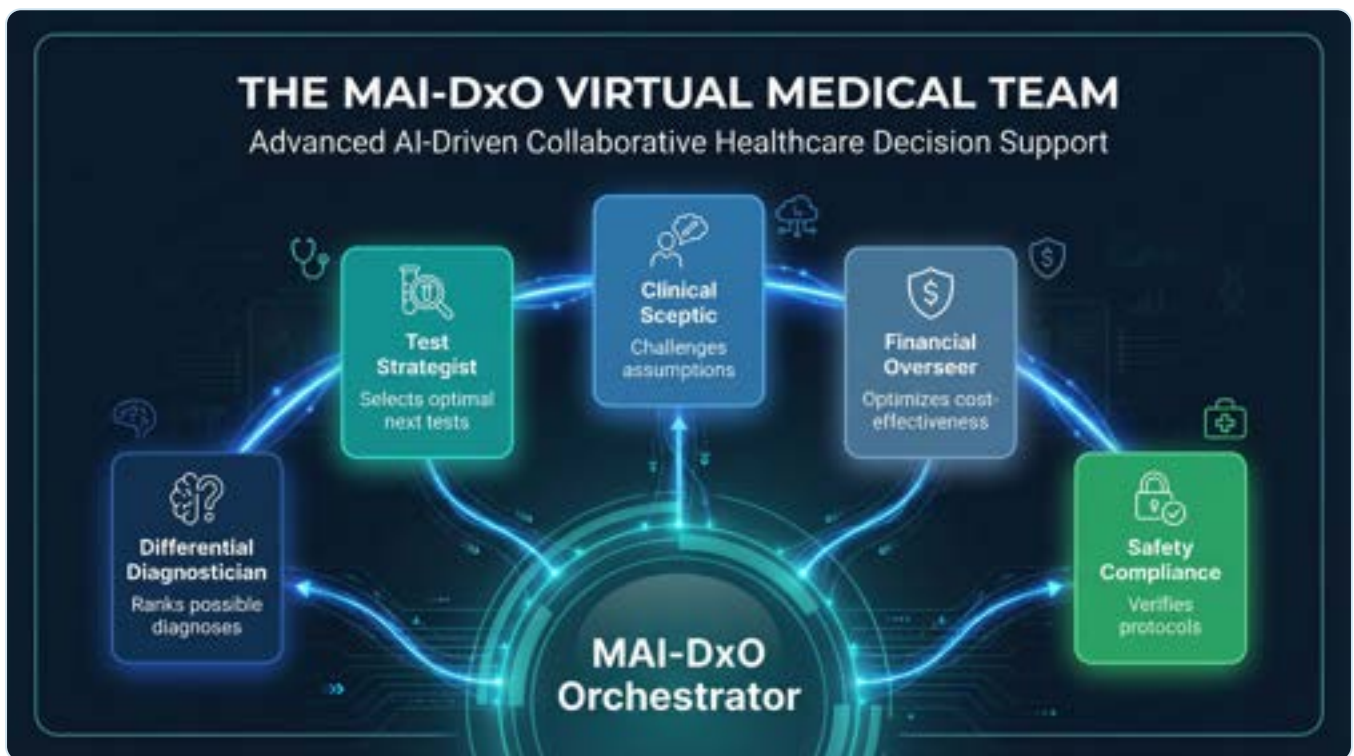 THE MAI-DxO VIRTUAL MEDICAL TEAM
Advanced AI-Driven Collaborative Healthcare Decision Support
Differential
Diagnostician
Ranks possible
diagnoses
Test
Strategist
Selects optimal
next tests
Clinical
Sceptic
Challenges
assumptions
$
Financial
Overseer
Optimizes cost-
effectiveness
$
Safety
Compliance
Verifies
protocols
MAI-DxO
Orchestrator